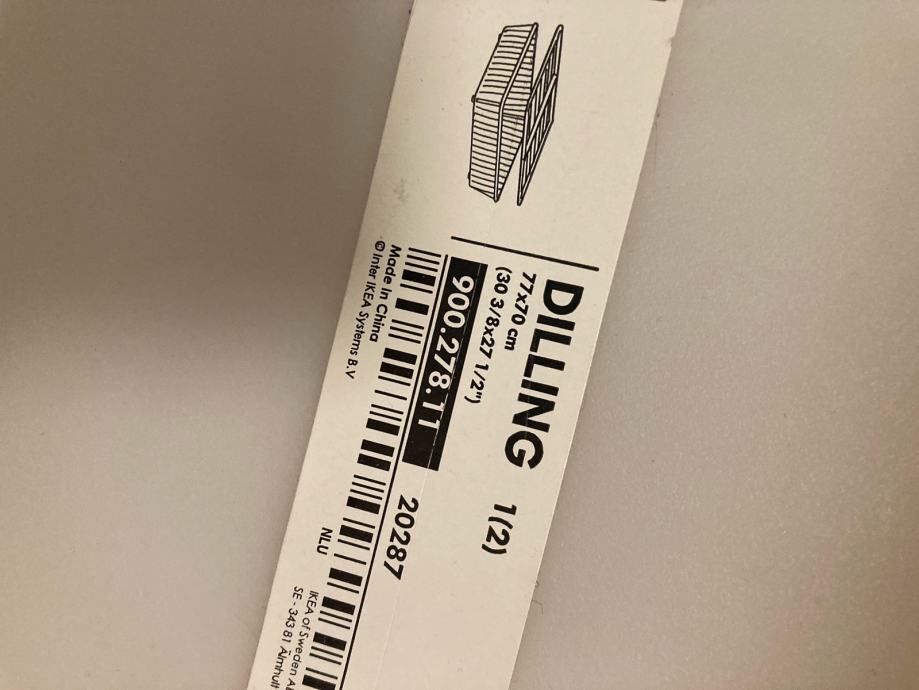 DILLING 1(2)
77x70 cm
(30 3/8x27 1/2")
900.278.11 20287
Made in China
© Inter IKEA Systems B.V
NLU
IKEA of Sweden
SE - 343 81 Älmhult